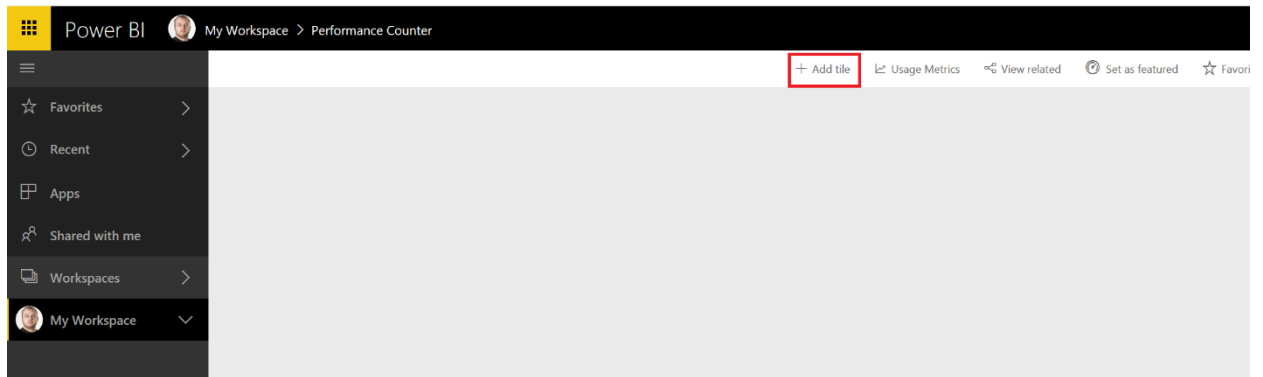 Power BI My Workspace > Performance Counter
+ Add tile Usage Metrics View related Set as featured Favori
Favorites
Recent
Apps
Shared with me
Workspaces
My Workspace